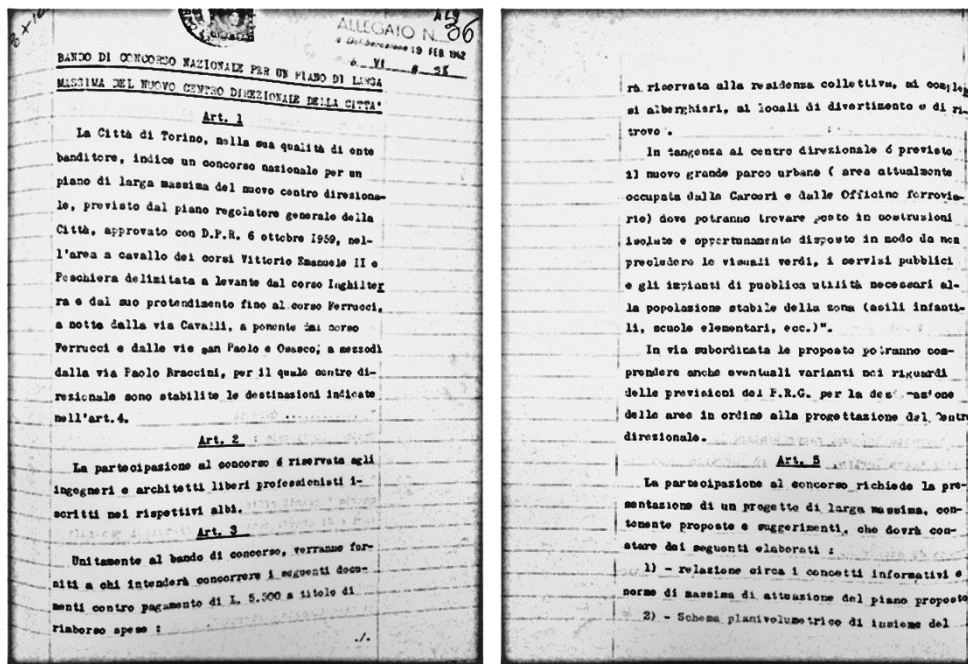 ALLEGATO N. 36
a Deliberazione 19 FEB. 1962
BANDO DI CONCORSO NAZIONALE PER UN PIANO DI LARGA
MASSIMA DEL NUOVO CENTRO DIREZIONALE DELLA CITTA'
Art. 1
La Città di Torino, nella sua qualità di ente
banditore, indice un concorso nazionale per un
piano di larga massima del nuovo centro direziona-
le, previsto dal piano regolatore generale della
Città, approvato con D.P.R. 6 ottobre 1959, nel-
l'area a cavallo dei corsi Vittorio Emanuele II e
Peschiera delimitata a levante dal corso Inghilter
ra e dal suo protendimento fino al corso Ferrucci,
a notte dalla via Cavalli, a ponente dai corso
Ferrucci e dalle vie san Paolo e Osasco, a mezzodì
dalla via Paolo Braccini, per il quale centro di-
rezionale sono stabilite le destinazioni indicate
nell'art.4.
Art. 2
La partecipazione al concorso é riservata agli
ingegneri e architetti liberi professionisti i-
scritti nei rispettivi albi.
Art. 3
Unitamente al bando di concorso, verranno for-
niti a chi intenderà concorrere i seguenti docu-
menti contro pagamento di L. 5.500 a titolo di
rimborso spese :
./.
rà riservata alla residenza collettiva, ai comples
si alberghieri, ai locali di divertimento e di ri-
trovo .
In tangenza al centro direzionale é previsto
il nuovo grande parco urbano ( area attualmente
occupata dalle Carceri e dalle Officine ferrovia-
rie) dove potranno trovare posto in costruzioni
isolate e opportunamente disposte in modo da non
precludere le visuali verdi, i servizi pubblici
e gli impianti di pubblica utilità necessari al-
la popolazione stabile della zona (asili infanti-
li, scuole elementari, ecc.)".
In via subordinata le proposte potranno com-
prendere anche eventuali varianti nei riguardi
delle previsioni del P.R.G. per la destinazione
delle aree in ordine alla progettazione del Centro
direzionale.
Art. 5
La partecipazione al concorso richiede la pre-
sentazione di un progetto di larga massima, con-
tenente proposte e suggerimenti, che dovrà con-
stare dei seguenti elaborati :
1) - relazione circa i concetti informativi e
norme di massima di attuazione del piano proposto
2) - Schema planivolumetrico di insieme del